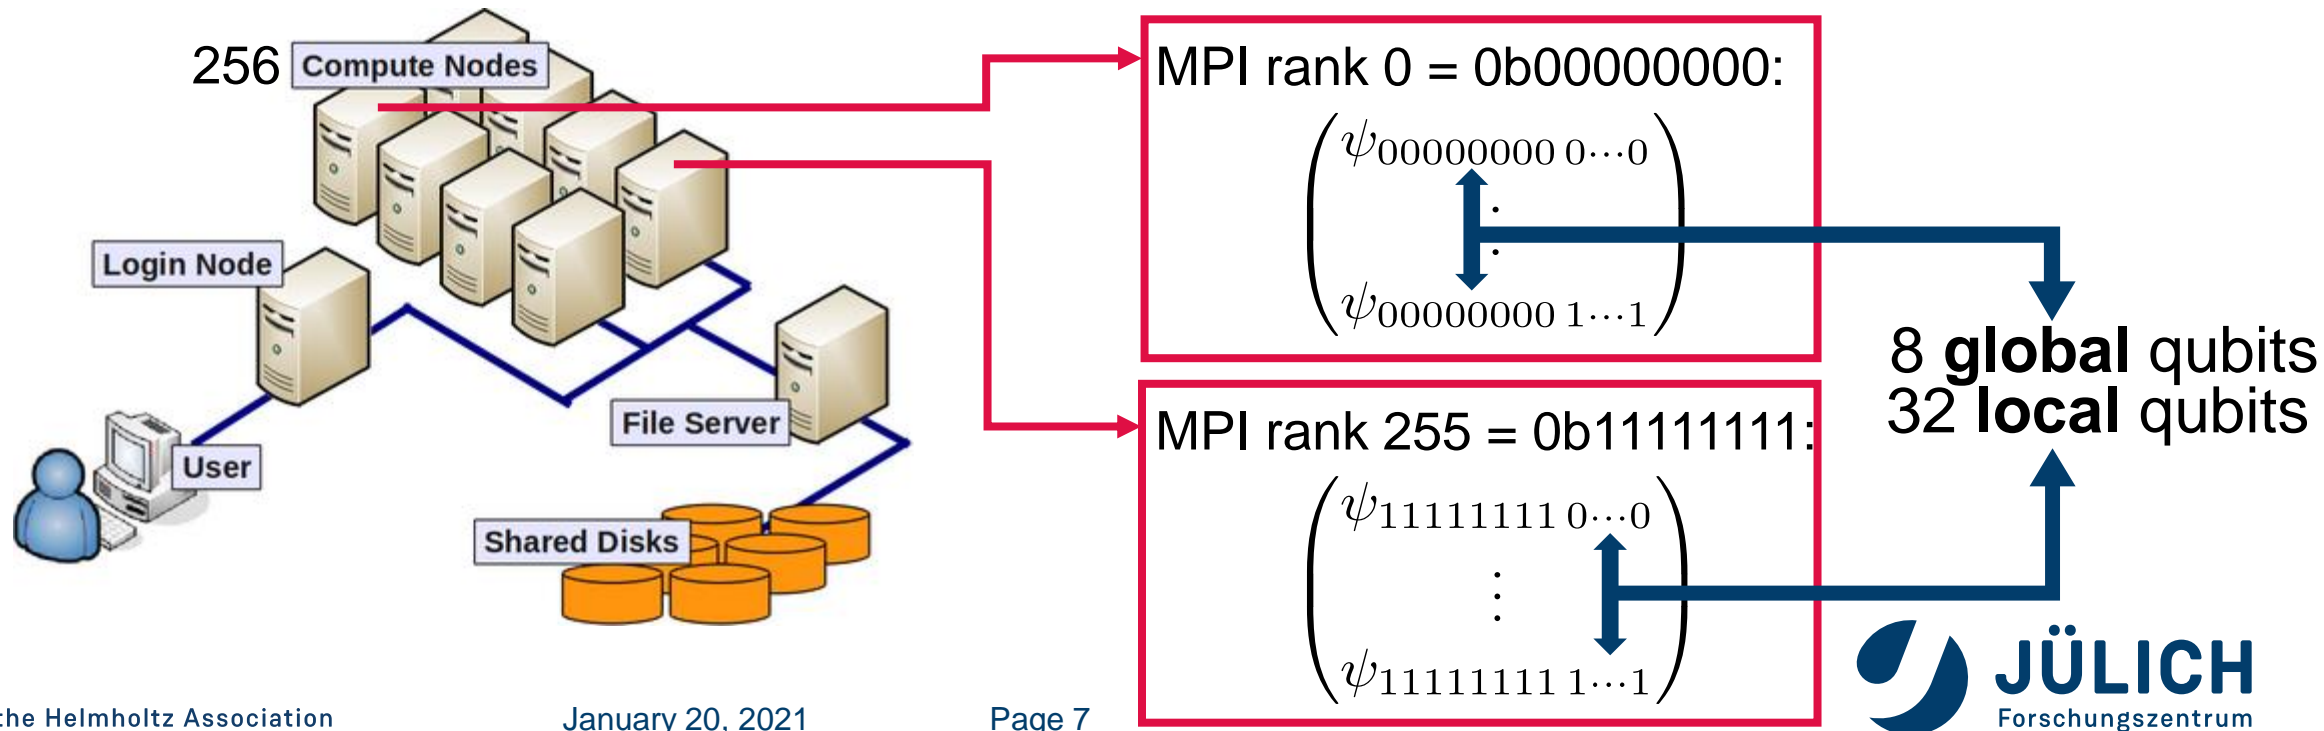 256 Compute Nodes
Login Node
User
File Server
Shared Disks
MPI rank 0 = 0b00000000:
ψ00000000 0⋯0
⋮
ψ00000000 1⋯1
MPI rank 255 = 0b11111111:
ψ11111111 0⋯0
⋮
ψ11111111 1⋯1
8 global qubits
32 local qubits
the Helmholtz Association
January 20, 2021
Page 7
JÜLICH
Forschungszentrum